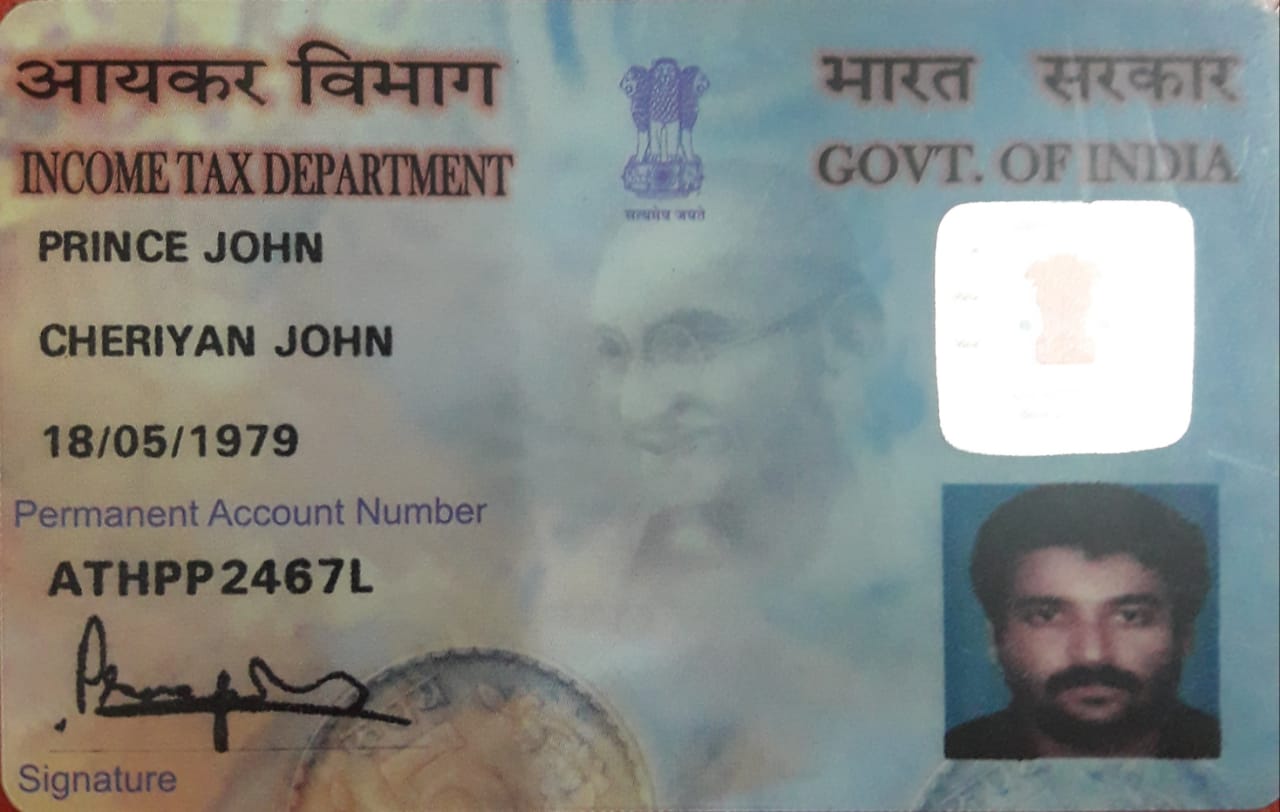 आयकर विभाग
INCOME TAX DEPARTMENT
भारत सरकार
GOVT. OF INDIA
सत्यमेव जयते
PRINCE JOHN
CHERIYAN JOHN
18/05/1979
Permanent Account Number
ATHPP2467L
Signature